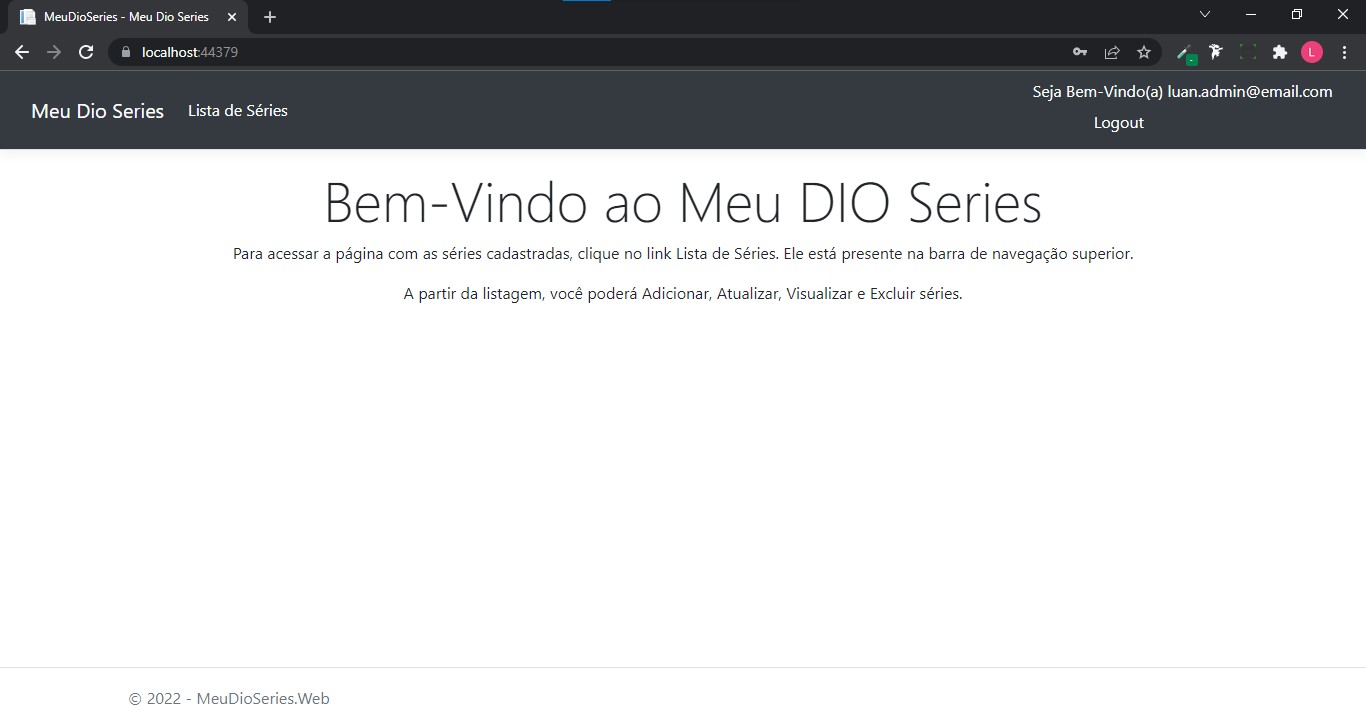 MeuDioSeries - Meu Dio Series
localhost:44379
L
Meu Dio Series
Lista de Séries
Seja Bem-Vindo(a) luan.admin@email.com
Logout
Bem-Vindo ao Meu DIO Series
Para acessar a página com as séries cadastradas, clique no link Lista de Séries. Ele está presente na barra de navegação superior.
A partir da listagem, você poderá Adicionar, Atualizar, Visualizar e Excluir séries.
© 2022 - MeuDioSeries.Web